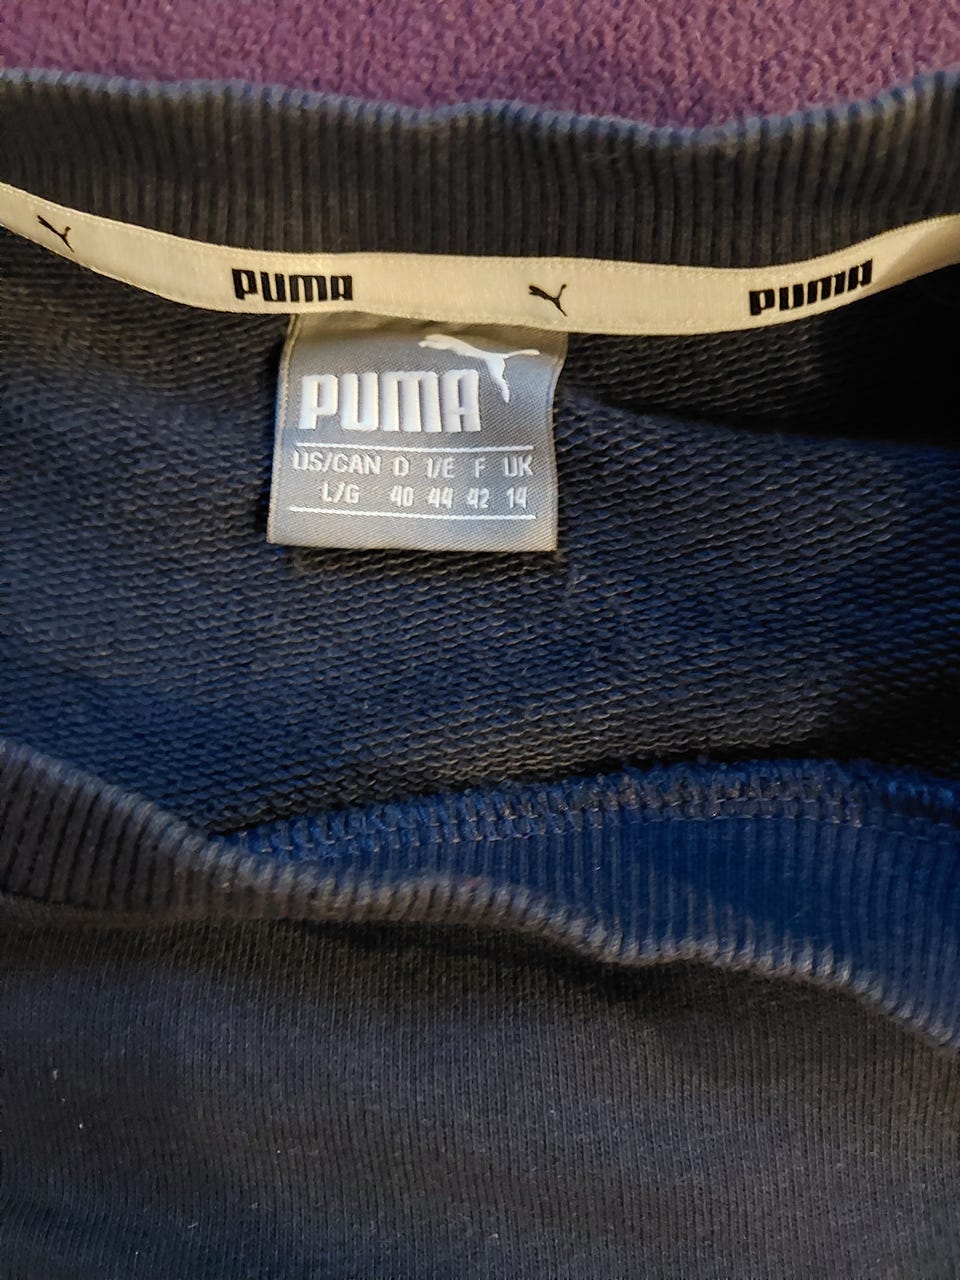 PUMA PUMA
PUMA
US/CAN D I/E F UK
L/G 40 44 42 14